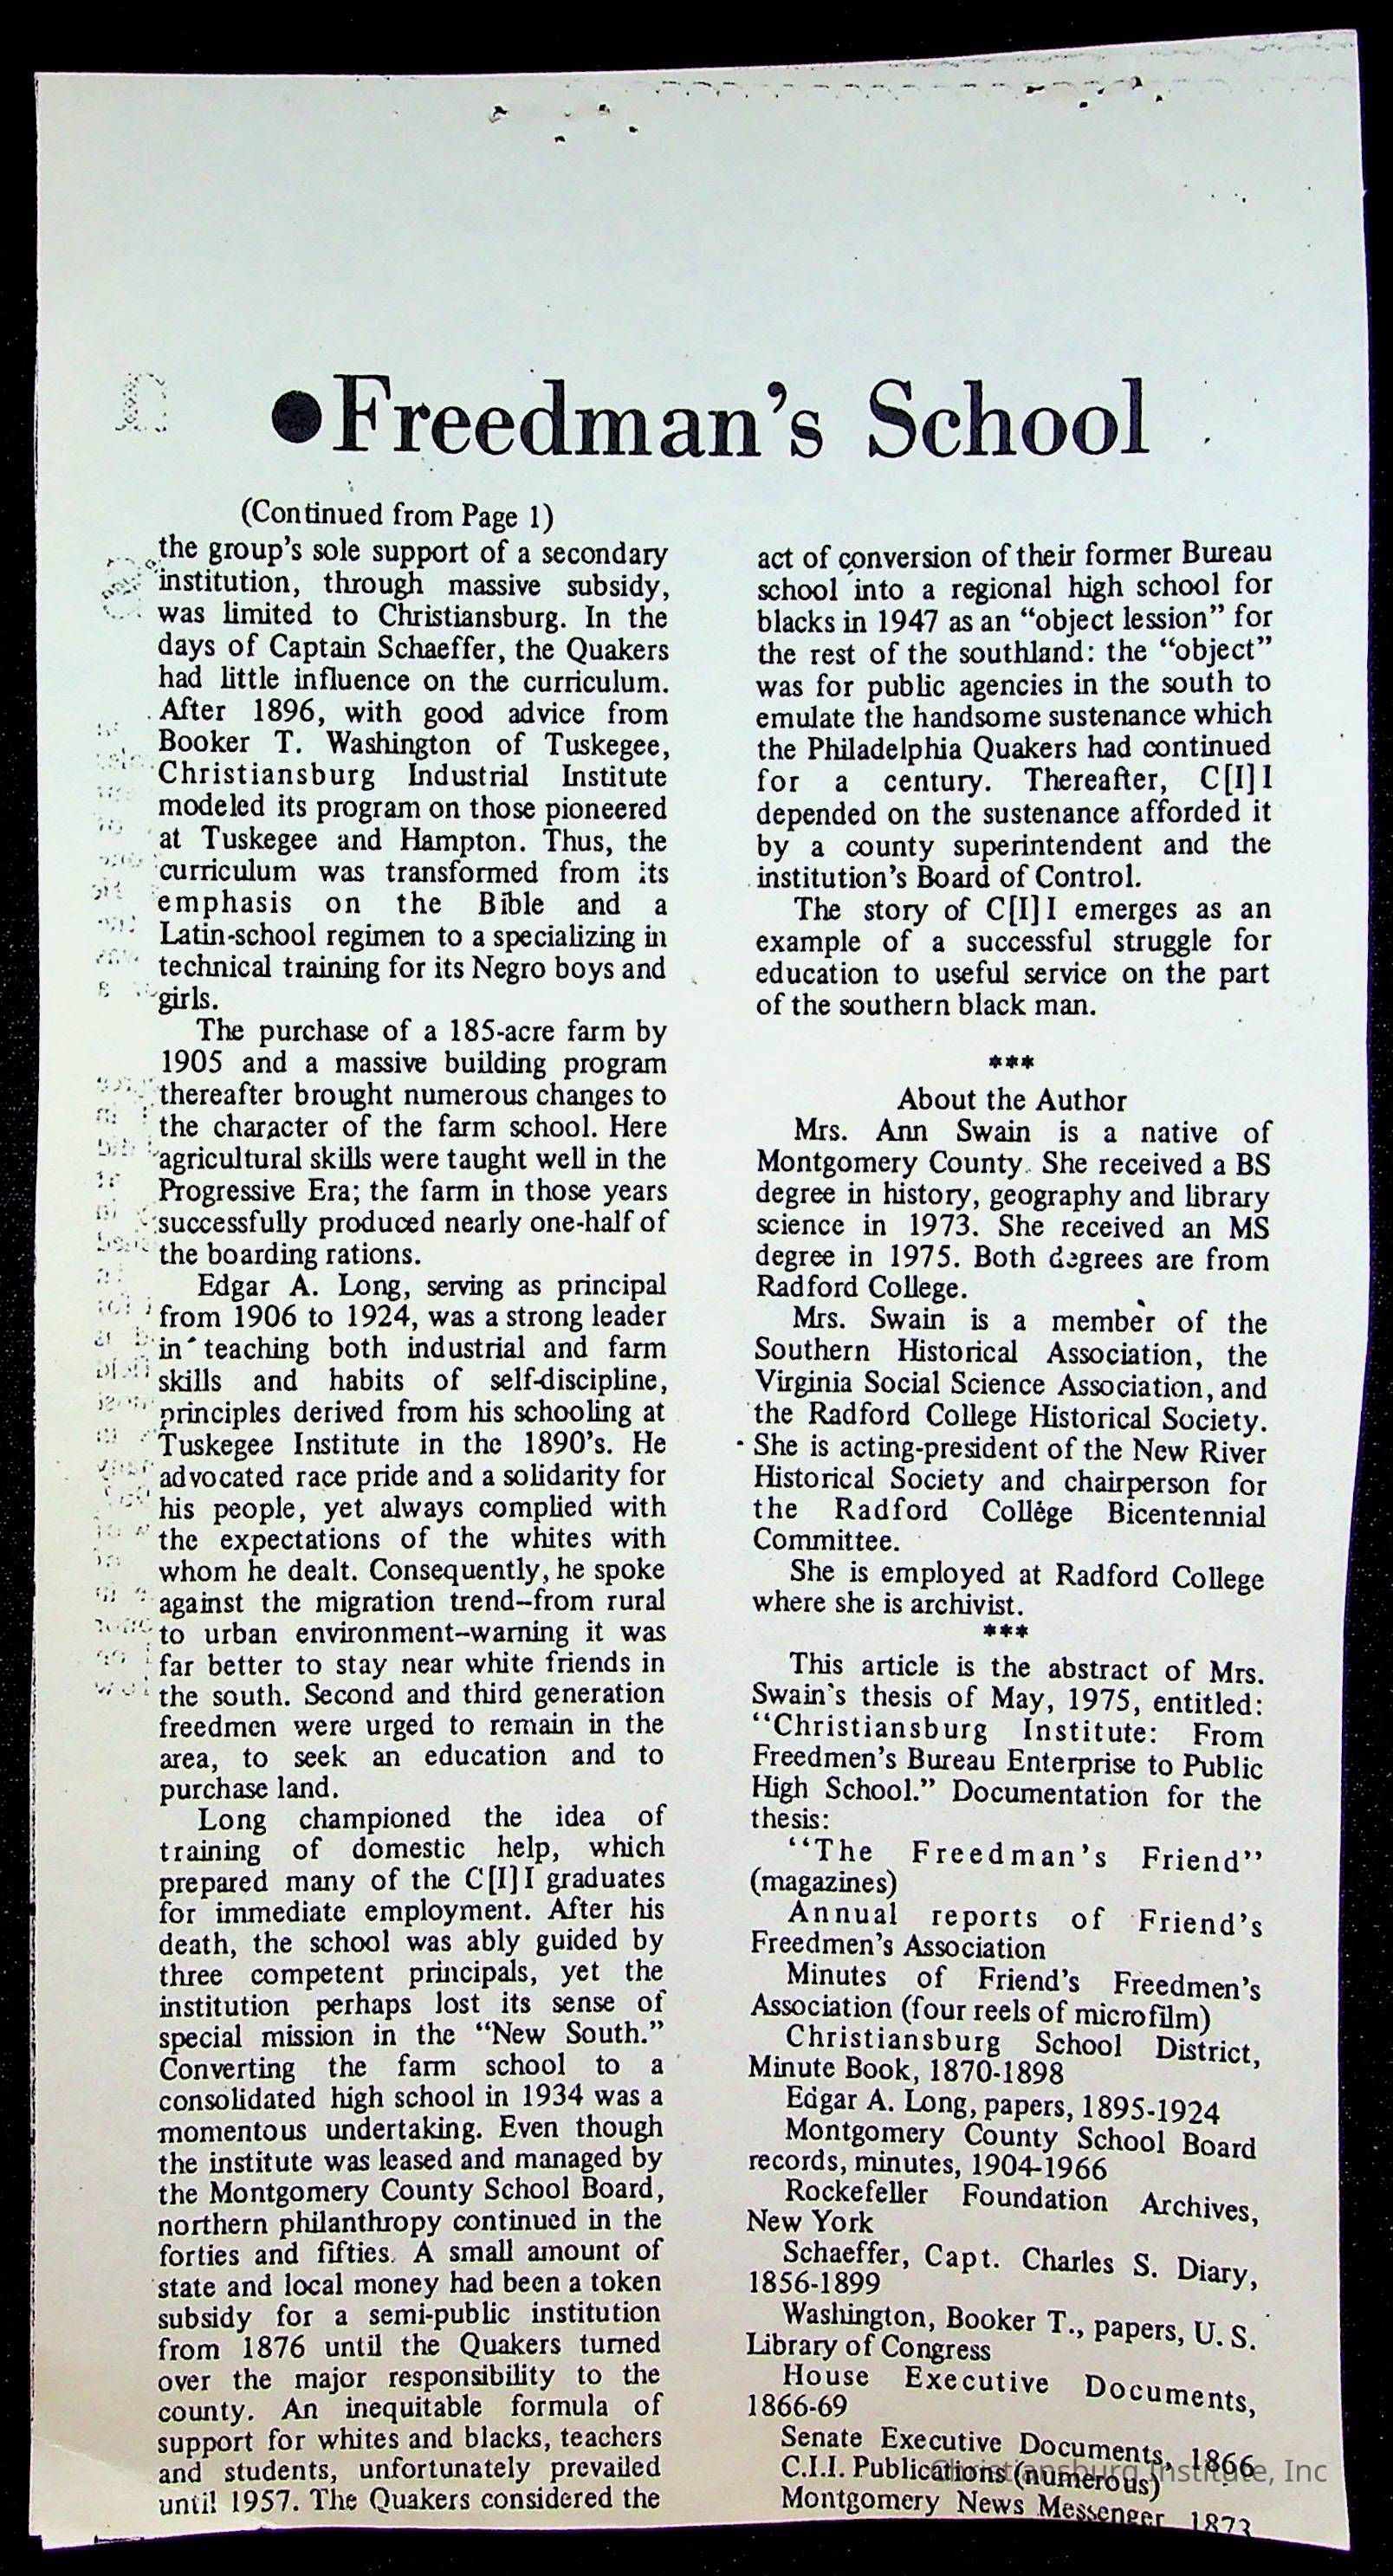 ●Freedman's School
(Continued from Page 1)
the group's sole support of a secondary
institution, through massive subsidy,
was limited to Christiansburg. In the
days of Captain Schaeffer, the Quakers
had little influence on the curriculum.
After 1896, with good advice from
Booker T. Washington of Tuskegee,
Christiansburg Industrial Institute
modeled its program on those pioneered
at Tuskegee and Hampton. Thus, the
curriculum was transformed from its
emphasis on the Bible and a
Latin-school regimen to a specializing in
technical training for its Negro boys and
girls.
The purchase of a 185-acre farm by
1905 and a massive building program
thereafter brought numerous changes to
the character of the farm school. Here
agricultural skills were taught well in the
Progressive Era; the farm in those years
successfully produced nearly one-half of
the boarding rations.
Edgar A. Long, serving as principal
from 1906 to 1924, was a strong leader
in teaching both industrial and farm
skills and habits of self-discipline,
principles derived from his schooling at
Tuskegee Institute in the 1890's. He
advocated race pride and a solidarity for
his people, yet always complied with
the expectations of the whites with
whom he dealt. Consequently, he spoke
against the migration trend--from rural
to urban environment--warning it was
far better to stay near white friends in
the south. Second and third generation
freedmen were urged to remain in the
area, to seek an education and to
purchase land.
Long championed the idea of
training of domestic help, which
prepared many of the C[I]I graduates
for immediate employment. After his
death, the school was ably guided by
three competent principals, yet the
institution perhaps lost its sense of
special mission in the "New South."
Converting the farm school to a
consolidated high school in 1934 was a
momentous undertaking. Even though
the institute was leased and managed by
the Montgomery County School Board,
northern philanthropy continued in the
forties and fifties. A small amount of
state and local money had been a token
subsidy for a semi-public institution
from 1876 until the Quakers turned
over the major responsibility to the
county. An inequitable formula of
support for whites and blacks, teachers
and students, unfortunately prevailed
until 1957. The Quakers considered the
act of conversion of their former Bureau
school into a regional high school for
blacks in 1947 as an "object lession" for
the rest of the southland: the "object"
was for public agencies in the south to
emulate the handsome sustenance which
the Philadelphia Quakers had continued
for a century. Thereafter, C[I]I
depended on the sustenance afforded it
by a county superintendent and the
institution's Board of Control.
The story of C[I]I emerges as an
example of a successful struggle for
education to useful service on the part
of the southern black man.
***
About the Author
Mrs. Ann Swain is a native of
Montgomery County. She received a BS
degree in history, geography and library
science in 1973. She received an MS
degree in 1975. Both degrees are from
Radford College.
Mrs. Swain is a member of the
Southern Historical Association, the
Virginia Social Science Association, and
the Radford College Historical Society.
She is acting-president of the New River
Historical Society and chairperson for
the Radford College Bicentennial
Committee.
She is employed at Radford College
where she is archivist.
***
This article is the abstract of Mrs.
Swain's thesis of May, 1975, entitled:
"Christiansburg Institute: From
Freedmen's Bureau Enterprise to Public
High School." Documentation for the
thesis:
"The Freedman's Friend"
(magazines)
Annual reports of Friend's
Freedmen's Association
Minutes of Friend's Freedmen's
Association (four reels of microfilm)
Christiansburg School District,
Minute Book, 1870-1898
Edgar A. Long, papers, 1895-1924
Montgomery County School Board
records, minutes, 1904-1966
Rockefeller Foundation Archives,
New York
Schaeffer, Capt. Charles S. Diary,
1856-1899
Washington, Booker T., papers, U. S.
Library of Congress
House Executive Documents,
1866-69
Senate Executive Documents, 1866
C.I.I. Publications (numerous)
Montgomery News Messenger 1873
Christiansburg Institute, Inc